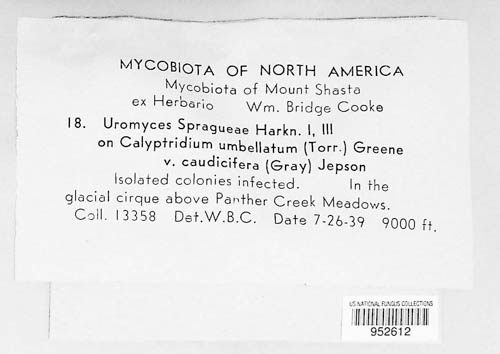 MYCOBIOTA OF NORTH AMERICA
Mycobiota of Mount Shasta
ex Herbario Wm. Bridge Cooke
18. Uromyces Spragueae Harkn. I, III
on Calyptridium umbellatum (Torr.) Greene
v. caudicifera (Gray) Jepson
Isolated colonies infected. In the
glacial cirque above Panther Creek Meadows.
Coll. 13358 Det.W.B.C. Date 7-26-39 9000 ft.
US NATIONAL FUNGUS COLLECTIONS
952612